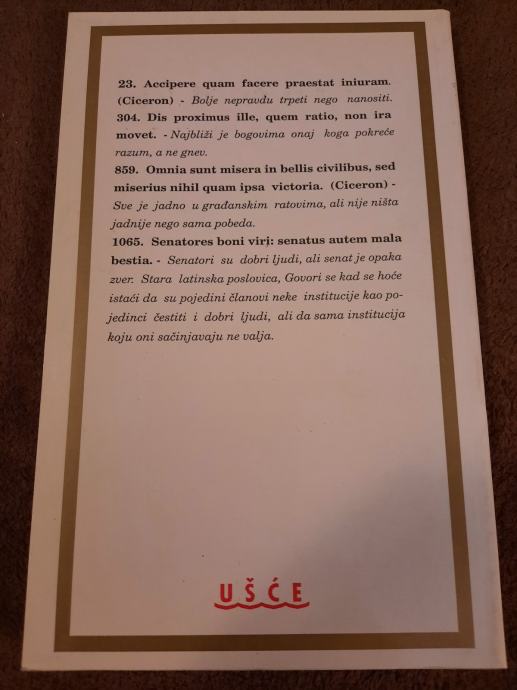 23. Accipere quam facere praestat iniuram.
(Ciceron) - Bolje nepravdu trpeti nego nanositi.
304. Dis proximus ille, quem ratio, non ira
movet. - Najbliži je bogovima onaj koga pokreće
razum, a ne gnev.
859. Omnia sunt misera in bellis civilibus, sed
miserius nihil quam ipsa victoria. (Ciceron) -
Sve je jadno u građanskim ratovima, ali nije ništa
jadnije nego sama pobeda.
1065. Senatores boni viri: senatus autem mala
bestia. - Senatori su dobri ljudi, ali senat je opaka
zver. Stara latinska poslovica, Govori se kad se hoće
istaći da su pojedini članovi neke institucije kao po-
jedinci čestiti i dobri ljudi, ali da sama institucija
koju oni sačinjavaju ne valja.
UŠĆE